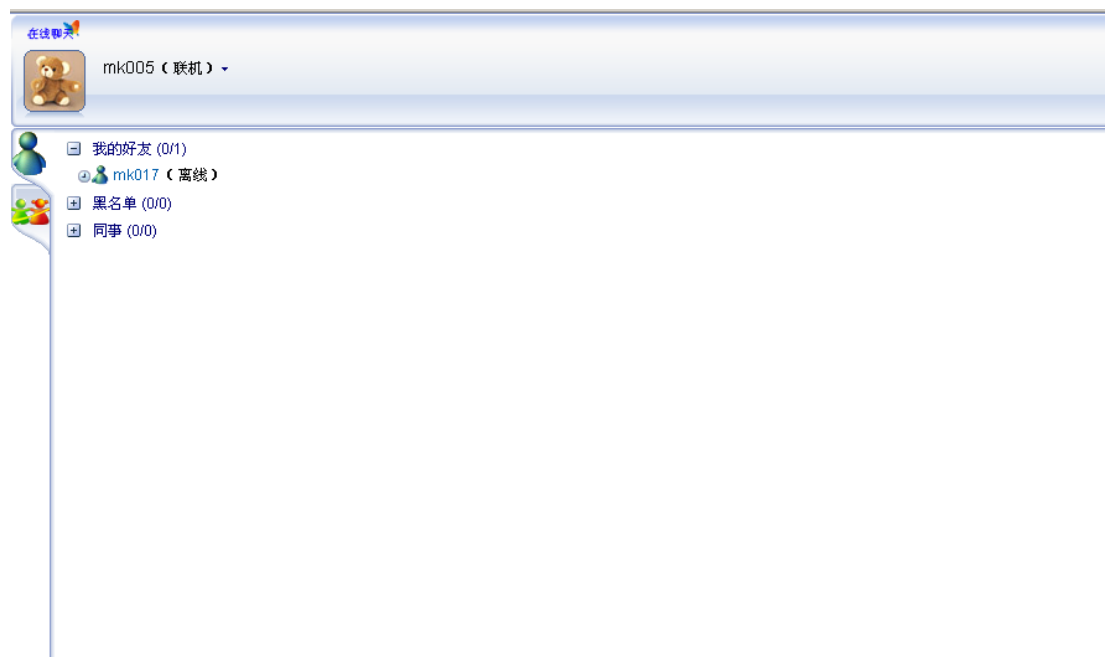 在线聊天
mk005（联机）
我的好友 (0/1)
mk017（离线）
黑名单 (0/0)
同事 (0/0)